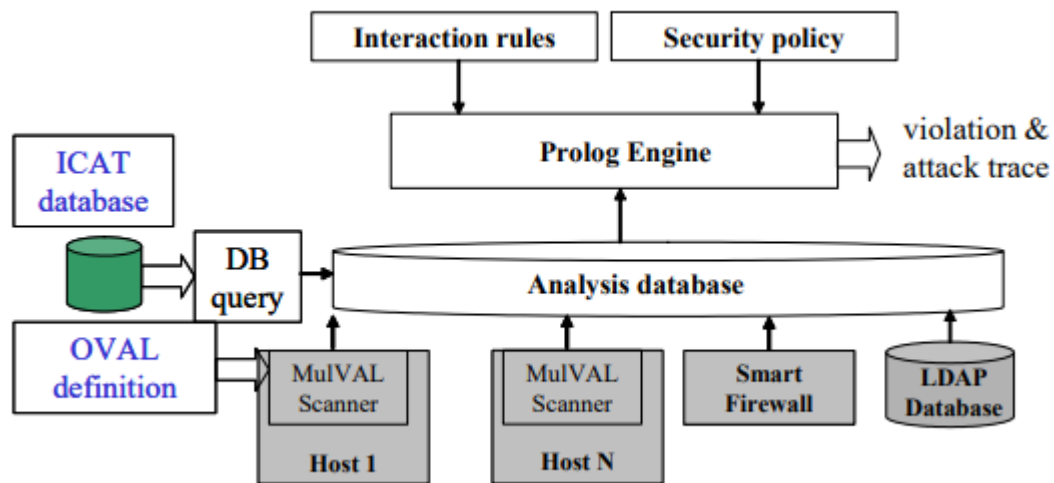 Interaction rules
Security policy
Prolog Engine
violation &
attack trace
ICAT
database
DB
query
Analysis database
OVAL
definition
MulVAL
Scanner
Host 1
MulVAL
Scanner
Host N
Smart
Firewall
LDAP
Database